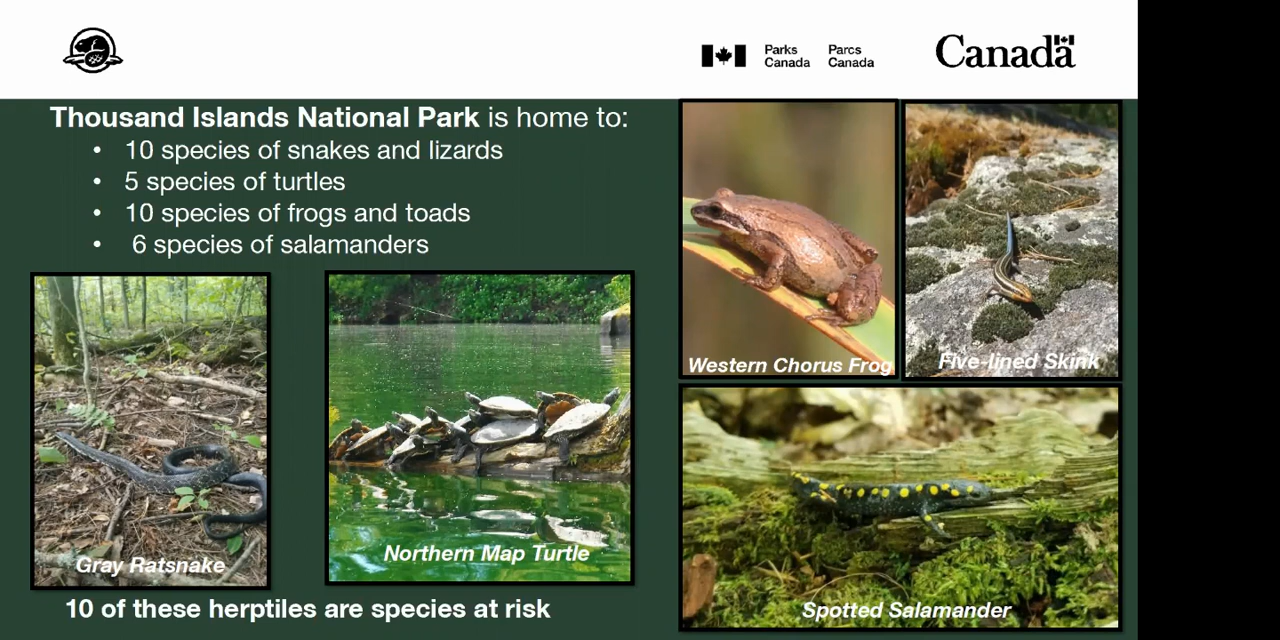 Parks Canada
Parcs Canada
Canada
Thousand Islands National Park is home to:
• 10 species of snakes and lizards
• 5 species of turtles
• 10 species of frogs and toads
• 6 species of salamanders
Western Chorus Frog
Five-lined Skink
Gray Ratsnake
Northern Map Turtle
Spotted Salamander
10 of these herptiles are species at risk